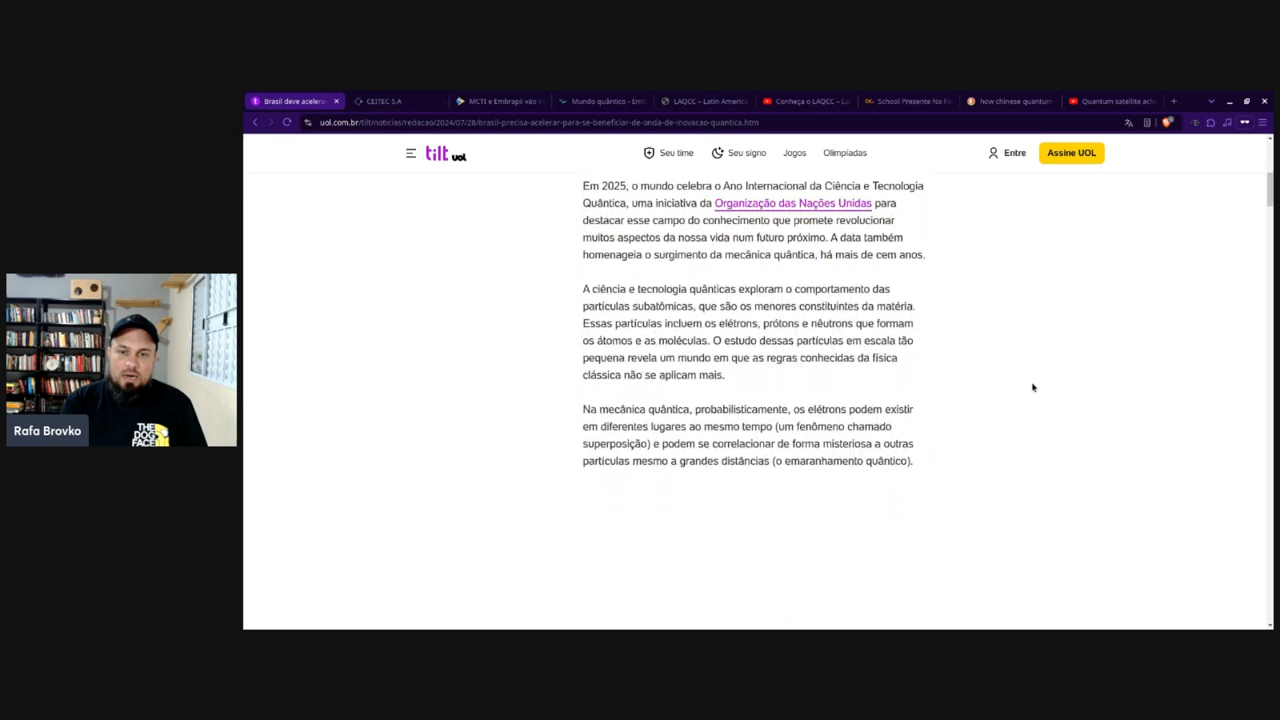 Brasil deve acelera
CEITEC S.A
MCTI e Embrapii vão in
Mundo quântico - Emb
LAQCC – Latin America
Conheça o LAQCC – La
School Presente No Fó
how chinese quantum
Quantum satellite ach
uol.com.br/tilt/noticias/redacao/2024/07/28/brasil-precisa-acelerar-para-se-beneficiar-de-onda-de-inovacao-quantica.htm
tilt uol
Seu time
Seu signo
Jogos
Olimpíadas
Entre
Assine UOL
Em 2025, o mundo celebra o Ano Internacional da Ciência e Tecnologia
Quântica, uma iniciativa da Organização das Nações Unidas para
destacar esse campo do conhecimento que promete revolucionar
muitos aspectos da nossa vida num futuro próximo. A data também
homenageia o surgimento da mecânica quântica, há mais de cem anos.
A ciência e tecnologia quânticas exploram o comportamento das
partículas subatômicas, que são os menores constituintes da matéria.
Essas partículas incluem os elétrons, prótons e nêutrons que formam
os átomos e as moléculas. O estudo dessas partículas em escala tão
pequena revela um mundo em que as regras conhecidas da física
clássica não se aplicam mais.
Na mecânica quântica, probabilisticamente, os elétrons podem existir
em diferentes lugares ao mesmo tempo (um fenômeno chamado
superposição) e podem se correlacionar de forma misteriosa a outras
partículas mesmo a grandes distâncias (o emaranhamento quântico).
THE
DOG
FACE
Rafa Brovko